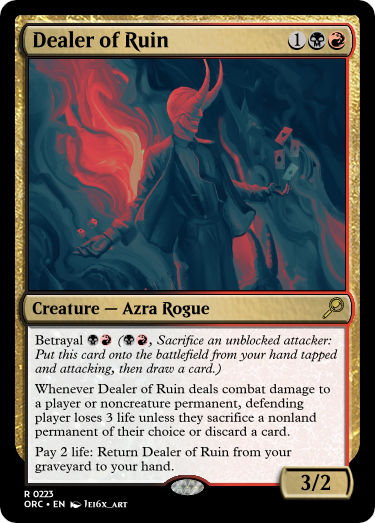 Dealer of Ruin 1
Creature — Azra Rogue
Betrayal (, Sacrifice an unblocked attacker:
Put this card onto the battlefield from your hand tapped
and attacking, then draw a card.)
Whenever Dealer of Ruin deals combat damage to
a player or noncreature permanent, defending
player loses 3 life unless they sacrifice a nonland
permanent of their choice or discard a card.
Pay 2 life: Return Dealer of Ruin from your
graveyard to your hand.
3/2
R 0223
ORC • EN Jei6x_art